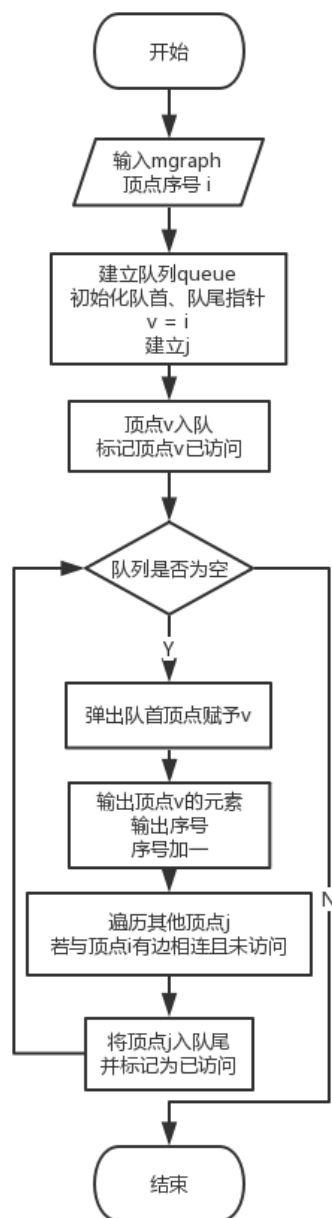 开始
输入mgraph
顶点序号 i
建立队列queue
初始化队首、队尾指针
v = i
建立j
顶点v入队
标记顶点v已访问
队列是否为空
Y
弹出队首顶点赋予v
输出顶点v的元素
输出序号
序号加一
N
遍历其他顶点j
若与顶点i有边相连且未访问
将顶点j入队尾
并标记为已访问
结束